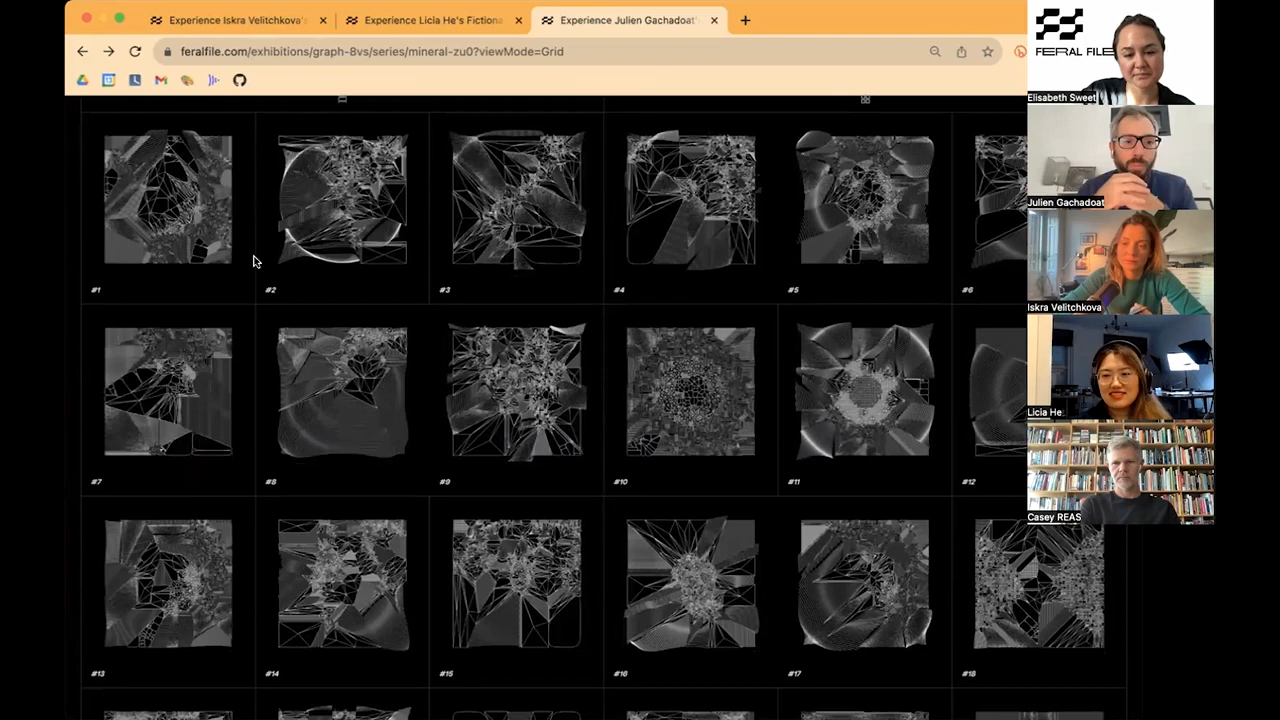 Experience Iskra Velitchkova's
Experience Licia He's Fictiona
Experience Julien Gachadoat'
feralfile.com/exhibitions/graph-8vs/series/mineral-zu0?viewMode=Grid
FERAL FILE
Elisabeth Sweet
Julien Gachadoat
Iskra Velitchkova
Licia He
Casey REAS
#1
#2
#3
#4
#5
#6
#7
#8
#9
#10
#11
#12
#13
#14
#15
#16
#17
#18